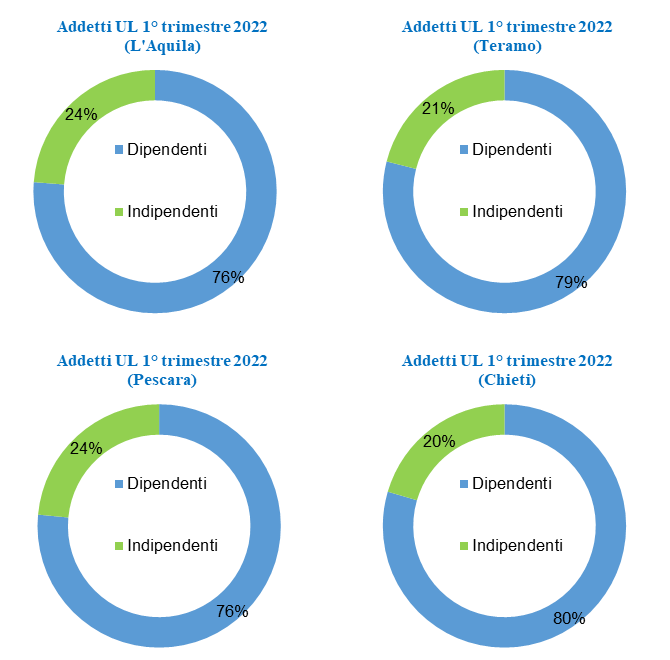 Addetti UL 1° trimestre 2022
(L'Aquila)
24%
Dipendenti
Indipendenti
76%
Addetti UL 1° trimestre 2022
(Teramo)
21%
Dipendenti
Indipendenti
79%
Addetti UL 1° trimestre 2022
(Pescara)
24%
Dipendenti
Indipendenti
76%
Addetti UL 1° trimestre 2022
(Chieti)
20%
Dipendenti
Indipendenti
80%